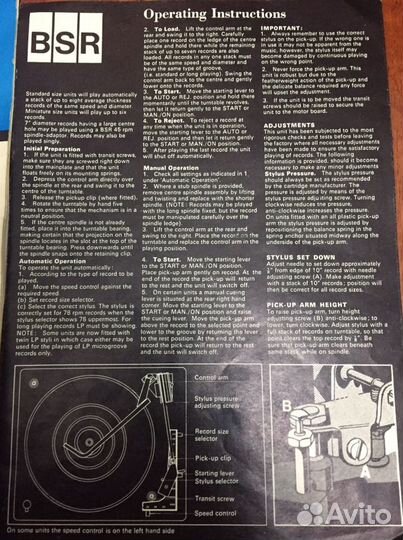 BSR
Operating Instructions
Standard size units will play automatically
a stack of up to eight average thickness
records of the same speed and diameter.
Miniature size units will play up to six
records.
7" diameter records having a large centre
hole may be played using a BSR 45 rpm
spindle-adaptor. Records may also be
played singly.
Initial Preparation
1. If the unit is fitted with transit screws,
make sure they are screwed right down
into the mainplate and that the unit
floats freely on its mounting springs.
2. Depress the control arm directly over
the spindle at the rear and swing it to the
centre of the turntable.
3. Release the pickup clip (where fitted).
4. Rotate the turntable by hand five
times to ensure that the mechanism is in a
neutral position.
5. If the centre spindle is not already
fitted, place it into the turntable bearing,
making certain that the projection on the
spindle locates in the slot at the top of the
turntable bearing. Press downwards until
the spindle snaps onto the retaining clip.
Automatic Operation
To operate the unit automatically:
1. According to the type of record to be
played.
(a) Move the speed control against the
required speed
(b) Set record size selector.
(c) Select the correct stylus. The stylus is
correctly set for 78 rpm records when the
stylus selector shows 78 uppermost. For
long playing records LP must be showing.
NOTE: Some units are now fitted with
twin LP styli in which case either may be
used for the playing of LP microgroove
records only.
2. To Load. Lift the control arm at the
rear and swing it to the right. Carefully
place one record on the ledge of the centre
spindle and hold there while the remaining
stack of up to seven records are also
loaded. All records in any one stack must
be of the same speed and diameter and
have the same type of groove.
(i.e. standard or long playing). Swing the
control arm back to the centre and gently
lower onto the records.
3. To Start. Move the starting lever to
the START or AUTO position and hold there
momentarily until the turntable revolves,
then let it return gently to the START or
MAN./ON position.
4. To Reject. To reject a record at
any time when the unit is in operation,
move the starting lever to the AUTO or
REJ. position and then let it return gently
to the START or MAN./ON position.
5. After playing the last record the unit
will shut off automatically.
Manual Operation
1. Check all settings as indicated in 1.
under 'Automatic Operation'.
2. Where a stub spindle is provided,
remove centre spindle assembly by lifting
and twisting and replace with the shorter
spindle. (NOTE: Records may be played
with the long spindle fixed, but the record
must be manipulated carefully over the
offset portion).
3. Lift the control arm at the rear and
swing to the right. Place the record on the
turntable and replace the control arm in the
playing position.
4. To Start. Move the starting lever
to the START or MAN./ON position.
Place pick-up arm gently on record. At the
end of the record the pick-up will return
to the rest and the unit will switch off.
5. On certain units a manual cueing
lever is situated at the rear right hand
corner. Move the starting lever to the
START or MAN./ON position and raise
the cueing lever. Move the pick-up arm
above the record to the selected point and
lower to the groove by returning the lever
to the rest position. At the end of the
record the pick-up will return to the rest
and the unit will switch off.
IMPORTANT:
1. Always remember to use the correct
stylus on the pick-up. If the wrong one is
in use it may not be apparent from the
music, however, the stylus itself may
become damaged by continuous playing
on the wrong point.
2. Never force the pick-up arm. This
unit is robust but due to the
featherweight action of the pick-up and
the delicate balance required any force
will upset the adjustment.
3. If the unit is to be moved the transit
screws should be raised to secure the
unit to the motor board.
ADJUSTMENTS
This unit has been subjected to the most
rigorous checks and tests before leaving
the factory where all necessary adjustments
have been made to ensure the satisfactory
playing of records. The following
information is provided, should it become
necessary to make any minor adjustments.
Stylus Pressure. The stylus pressure
should always be set as recommended
by the cartridge manufacturer. The
pressure is adjusted by means of the
stylus pressure adjusting screw. Turning
clockwise reduces the pressure;
anti-clockwise increases the pressure.
On units fitted with an all plastic pick-up
arm the stylus pressure is adjusted by
repositioning the balance spring in the
spring anchor situated midway along the
underside of the pick-up arm.
STYLUS SET DOWN
Adjust needle to set down approximately
⅛" from edge of 10" record with needle
adjusting screw (A). Make adjustment
with a stack of 10" records; position will
then be correct for all record sizes.
PICK-UP ARM HEIGHT
To raise pick-up arm, turn height
adjusting screw (B) anti-clockwise; to
lower, turn clockwise. Adjust stylus with a
full stack of records on turntable, so that
point clears the top record by ⅛". Be
sure that pick-up arm clears beneath
same stack while on spindle.
Control arm
Stylus pressure
adjusting screw
Record size
selector
Pick-up clip
Starting lever
Stylus selector
Transit screw
Speed control
B
A
On some units the speed control is on the left hand side
Avito